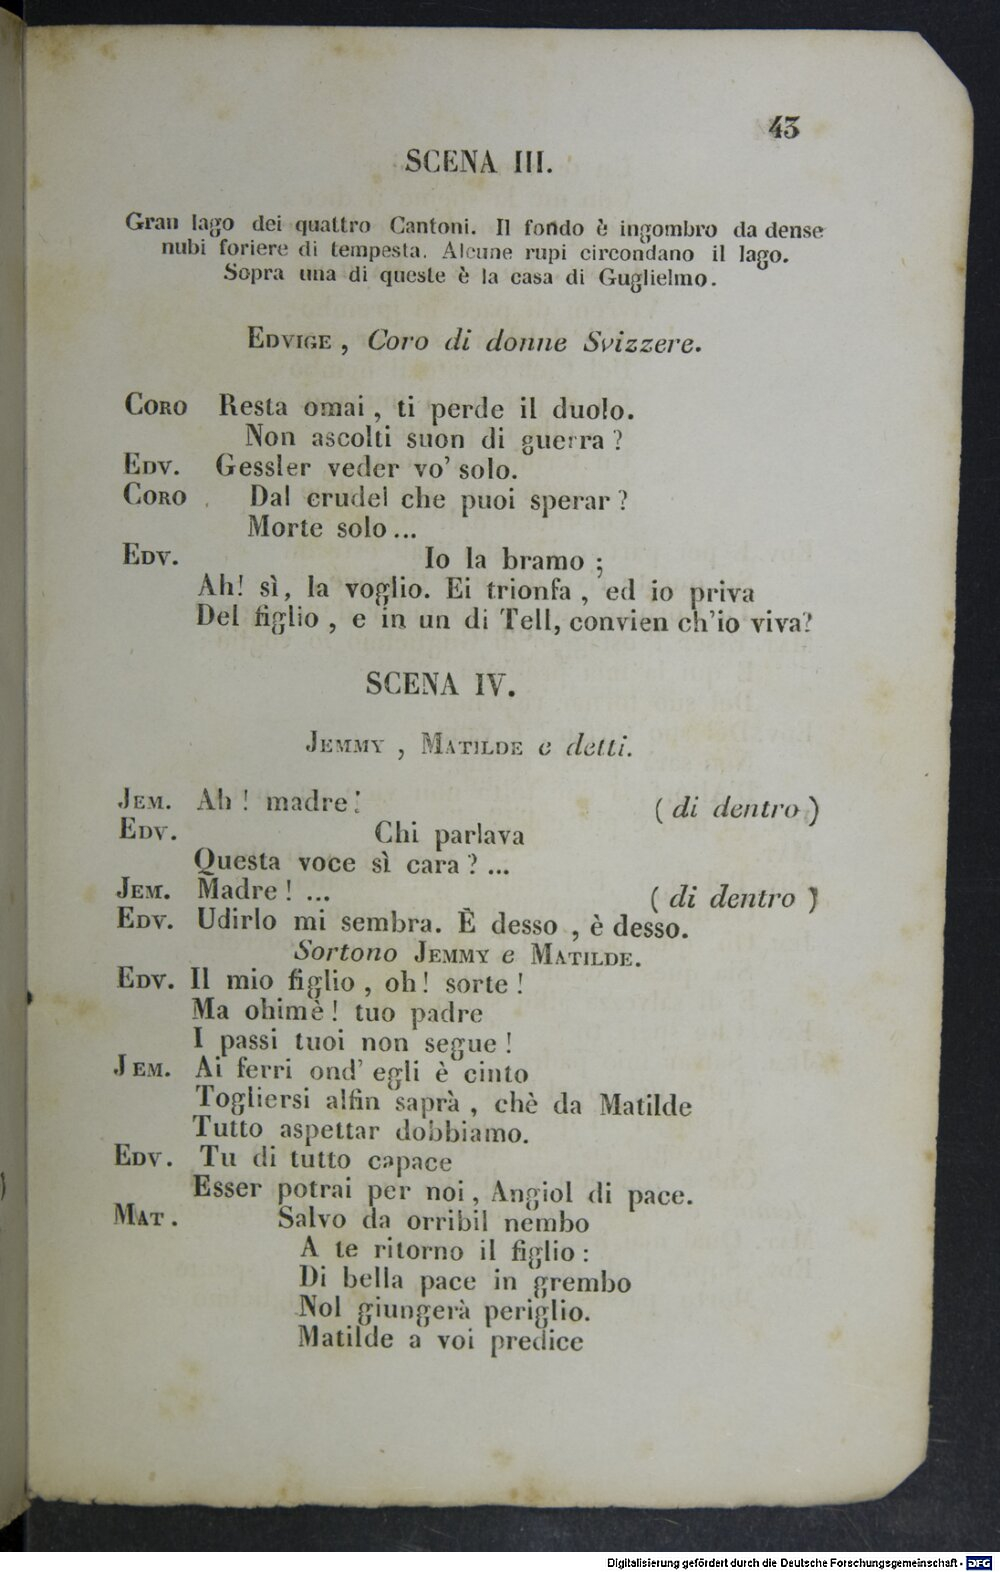 43
SCENA III.
Gran lago dei quattro Cantoni. Il fondo è ingombro da dense
nubi foriere di tempesta. Alcune rupi circondano il lago.
Sopra una di queste è la casa di Guglielmo.
EDVIGE , Coro di donne Svizzere.
CORO Resta omai , ti perde il duolo.
Non ascolti suon di guerra ?
EDV. Gessler veder vo' solo.
CORO Dal crudel che puoi sperar ?
Morte solo ...
EDV. Io la bramo ;
Ah! sì, la voglio. Ei trionfa , ed io priva
Del figlio , e in un di Tell, convien ch'io viva?
SCENA IV.
JEMMY , MATILDE e detti.
JEM. Ah ! madre! ( di dentro )
EDV. Chi parlava
Questa voce sì cara ? ...
JEM. Madre ! ... ( di dentro )
EDV. Udirlo mi sembra. È desso , è desso.
Sortono JEMMY e MATILDE.
EDV. Il mio figlio , oh! sorte !
Ma ohimè ! tuo padre
I passi tuoi non segue !
JEM. Ai ferri ond' egli è cinto
Togliersi alfin saprà , chè da Matilde
Tutto aspettar dobbiamo.
EDV. Tu di tutto capace
Esser potrai per noi , Angiol di pace.
MAT. Salvo da orribil nembo
A te ritorno il figlio :
Di bella pace in grembo
Nol giungerà periglio.
Matilde a voi predice
Digitalisierung gefördert durch die Deutsche Forschungsgemeinschaft - DFG